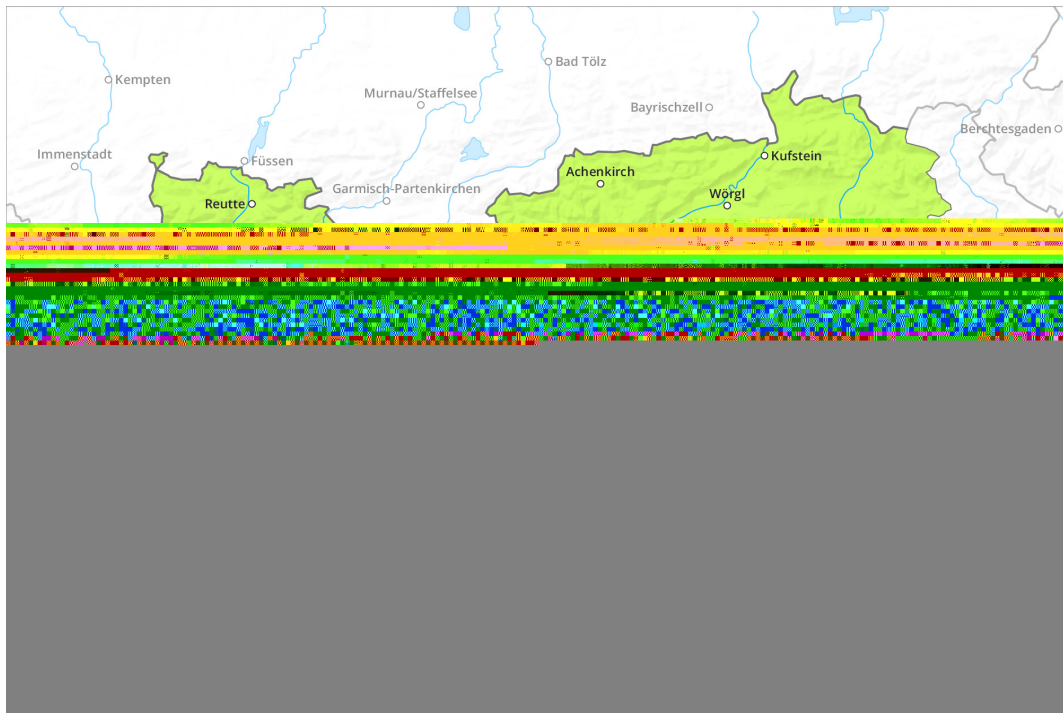 Bad Tölz
Kempten
Murnau/Staffelsee
Bayrischzell
Berchtesgaden
Immenstadt
Füssen
Kufstein
Achenkirch
Garmisch-Partenkirchen
Wörgl
Reutte